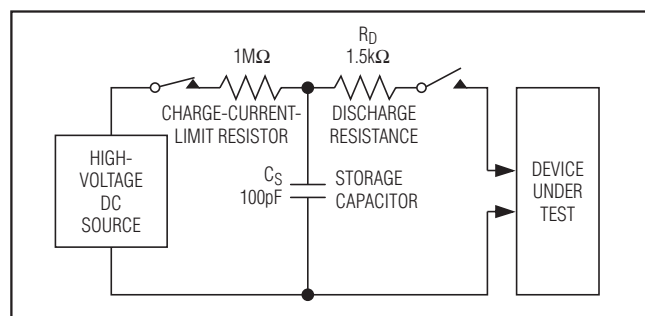 1MΩ
CHARGE-CURRENT-
LIMIT RESISTOR
R_D
1.5kΩ
DISCHARGE
RESISTANCE
HIGH-
VOLTAGE
DC
SOURCE
C_S
100pF
STORAGE
CAPACITOR
DEVICE
UNDER
TEST